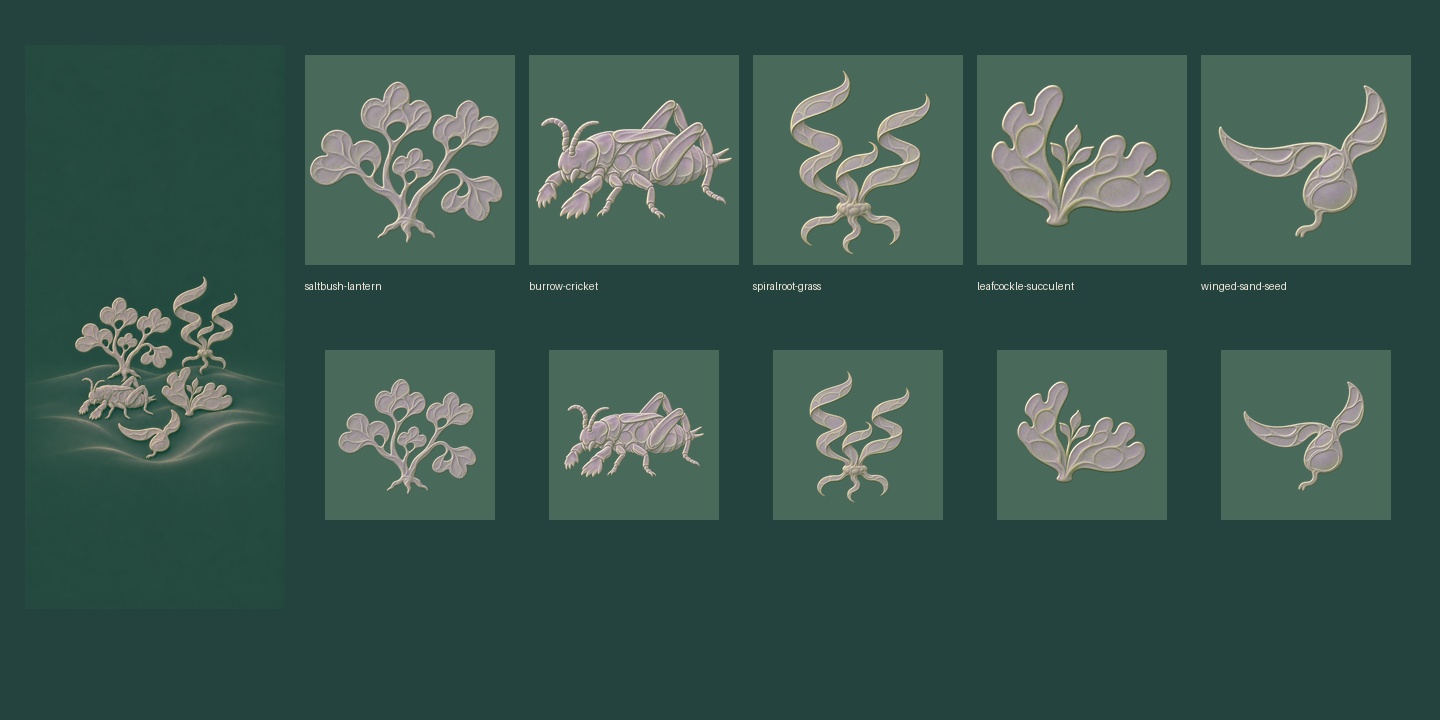 saltbush-lantern
burrow-cricket
spiralroot-grass
leafcockle-succulent
winged-sand-seed